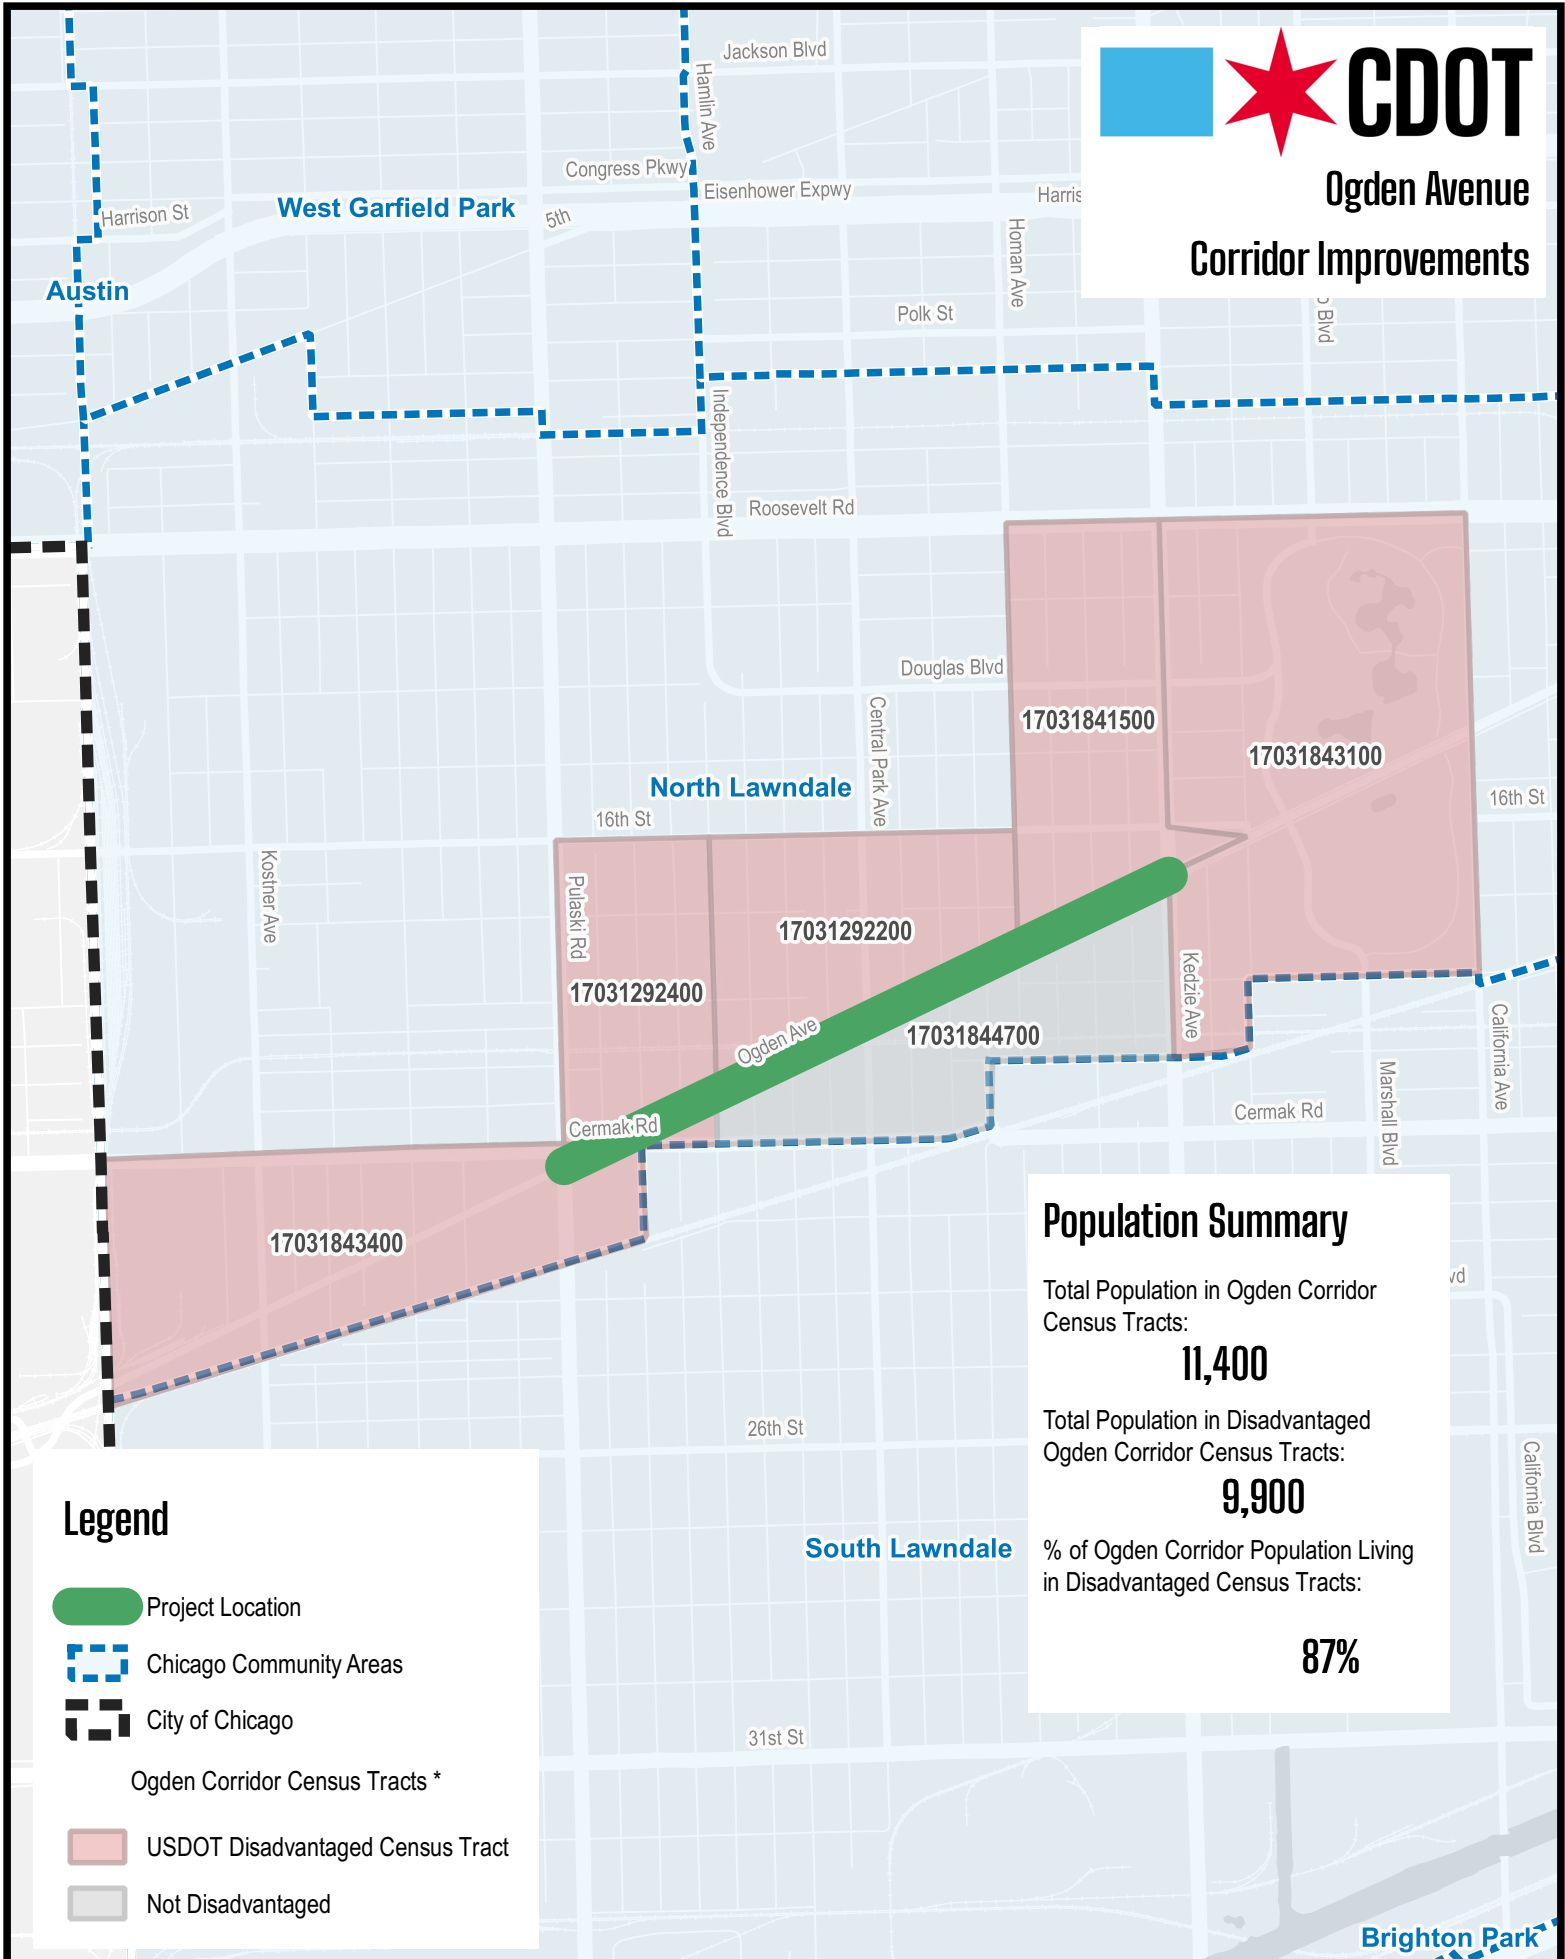 Jackson Blvd
Hamlin Ave
CDOT
Ogden Avenue
Corridor Improvements
Congress Pkwy
Eisenhower Expwy
Harris
West Garfield Park
Harrison St
5th
Homan Ave
Austin
Polk St
Blvd
Independence Blvd
Roosevelt Rd
Douglas Blvd
17031841500
Central Park Ave
17031843100
North Lawndale
16th St
16th St
Kostner Ave
Pulaski Rd
17031292200
17031292400
Kedzie Ave
Ogden Ave
17031844700
California Ave
Cermak Rd
Cermak Rd
Marshall Blvd
17031843400
Population Summary
Total Population in Ogden Corridor
Census Tracts:
11,400
Total Population in Disadvantaged
Ogden Corridor Census Tracts:
9,900
% of Ogden Corridor Population Living
in Disadvantaged Census Tracts:
87%
vd
26th St
California Blvd
South Lawndale
31st St
Legend
Project Location
Chicago Community Areas
City of Chicago
Ogden Corridor Census Tracts *
USDOT Disadvantaged Census Tract
Not Disadvantaged
Brighton Park